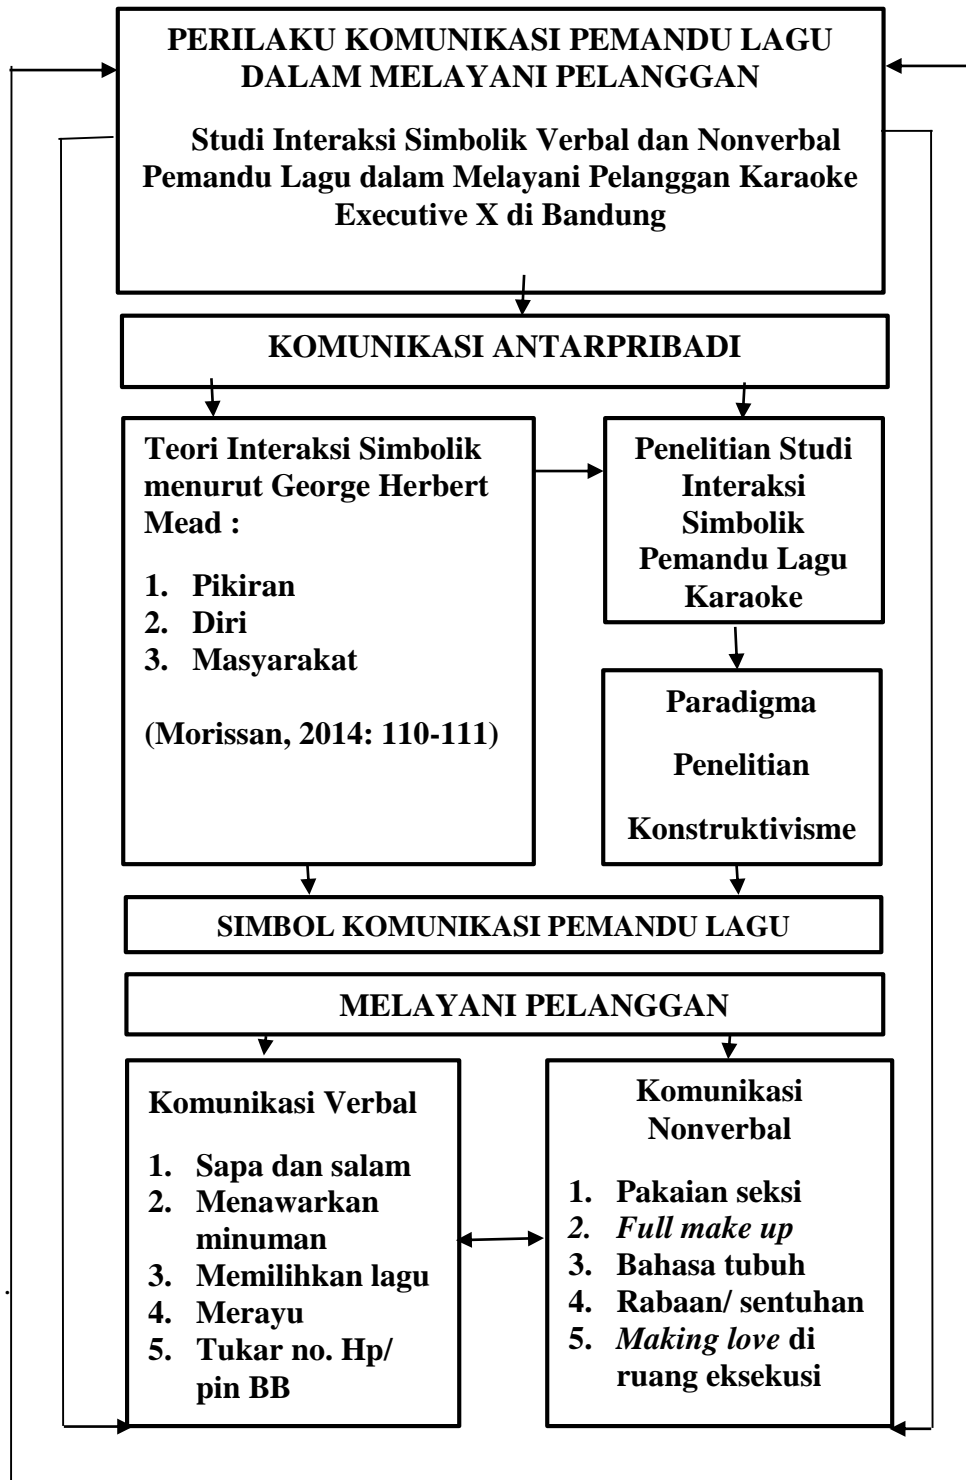 PERILAKU KOMUNIKASI PEMANDU LAGU
DALAM MELAYANI PELANGGAN
Studi Interaksi Simbolik Verbal dan Nonverbal
Pemandu Lagu dalam Melayani Pelanggan Karaoke
Executive X di Bandung
KOMUNIKASI ANTARPRIBADI
Teori Interaksi Simbolik
menurut George Herbert
Mead :
1. Pikiran
2. Diri
3. Masyarakat
(Morissan, 2014: 110-111)
Penelitian Studi
Interaksi
Simbolik
Pemandu Lagu
Karaoke
Paradigma
Penelitian
Konstruktivisme
SIMBOL KOMUNIKASI PEMANDU LAGU
MELAYANI PELANGGAN
Komunikasi Verbal
1. Sapa dan salam
2. Menawarkan
minuman
3. Memilihkan lagu
4. Merayu
5. Tukar no. Hp/
pin BB
Komunikasi
Nonverbal
1. Pakaian seksi
2. Full make up
3. Bahasa tubuh
4. Rabaan/ sentuhan
5. Making love di
ruang eksekusi